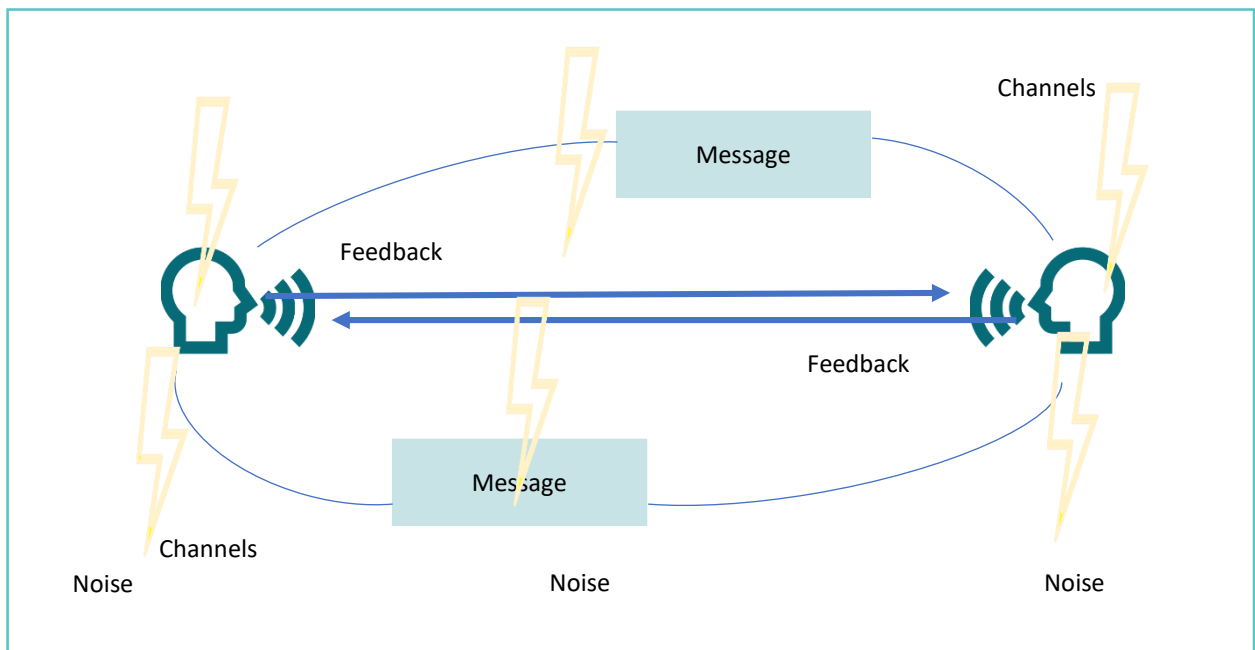 Channels
Message
Feedback
Feedback
Message
Channels
Noise
Noise
Noise